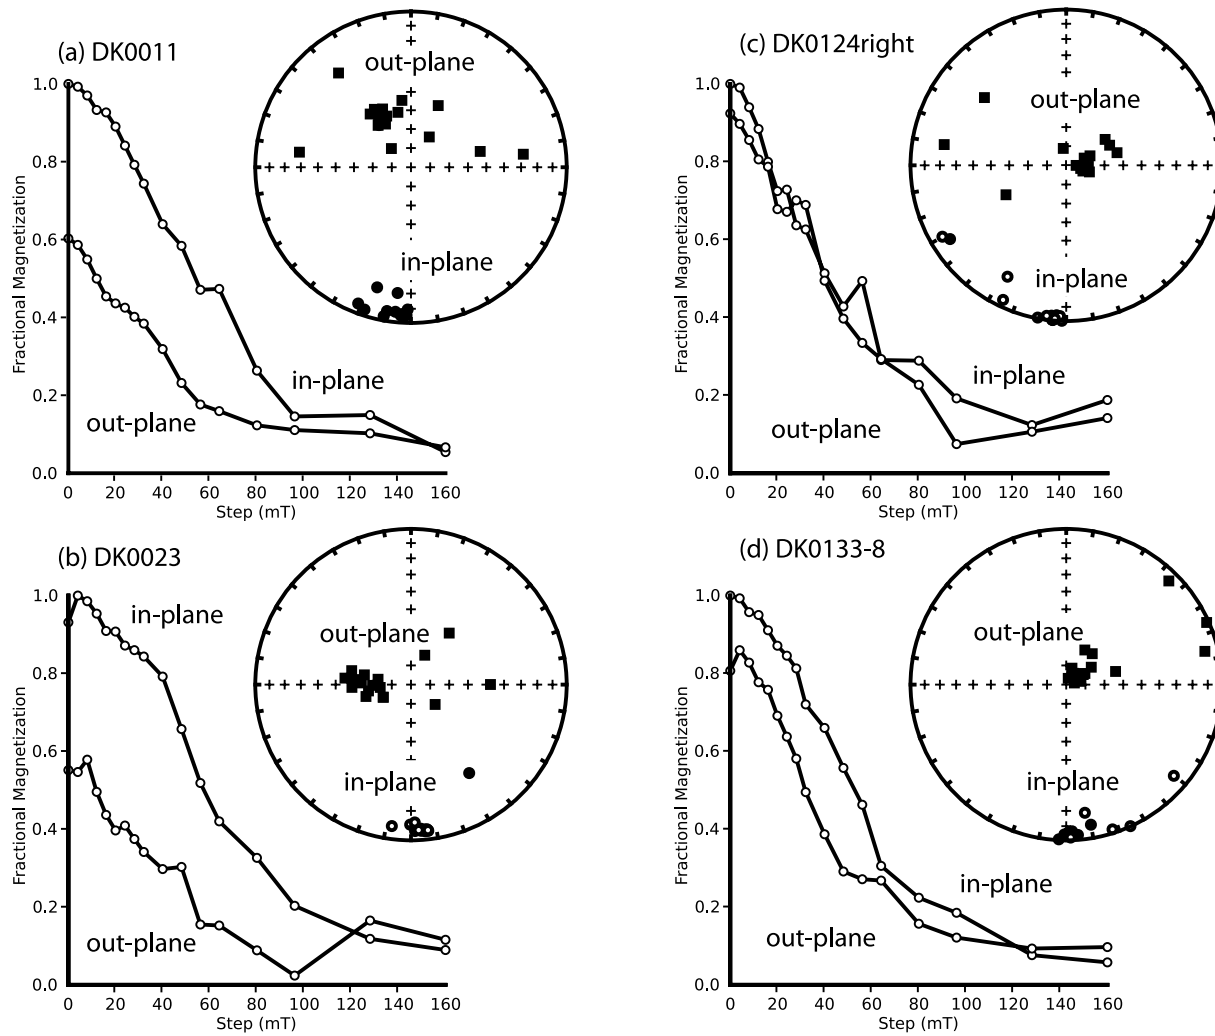 (a) DK0011
out-plane
in-plane
in-plane
out-plane
Fractional Magnetization
1.0
0.8
0.6
0.4
0.2
0.0
0 20 40 60 80 100 120 140 160
Step (mT)
(c) DK0124right
out-plane
in-plane
in-plane
out-plane
Fractional Magnetization
1.0
0.8
0.6
0.4
0.2
0.0
0 20 40 60 80 100 120 140 160
Step (mT)
(b) DK0023
in-plane
out-plane
in-plane
out-plane
Fractional Magnetization
1.0
0.8
0.6
0.4
0.2
0.0
0 20 40 60 80 100 120 140 160
Step (mT)
(d) DK0133-8
out-plane
in-plane
in-plane
out-plane
Fractional Magnetization
1.0
0.8
0.6
0.4
0.2
0.0
0 20 40 60 80 100 120 140 160
Step (mT)